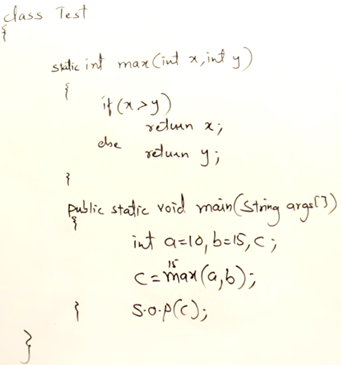 class Test
{
static int max(int x,int y)
{
if(x>y)
return x;
else
return y;
}
public static void main(String args[])
{
int a=10,b=15,c;
15
c=max(a,b);
} S.o.p(c);
}